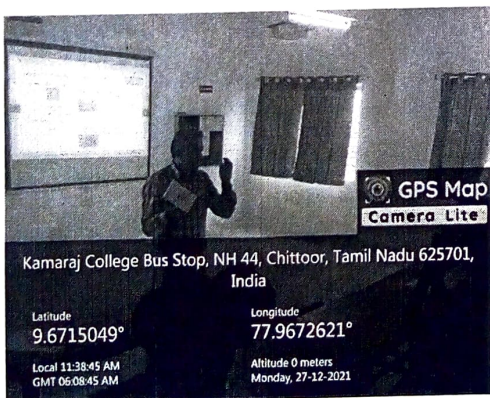 GPS Map
Camera Lite
Kamaraj College Bus Stop, NH 44, Chittoor, Tamil Nadu 625701,
India
Latitude
9.6715049°
Longitude
77.9672621°
Local 11:38:45 AM
GMT 06:08:45 AM
Altitude 0 meters
Monday, 27-12-2021